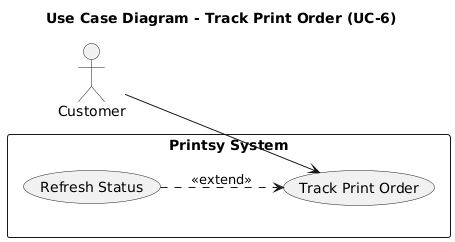 Use Case Diagram - Track Print Order (UC-6)
Customer
Printsy System
Refresh Status
«extend»
Track Print Order